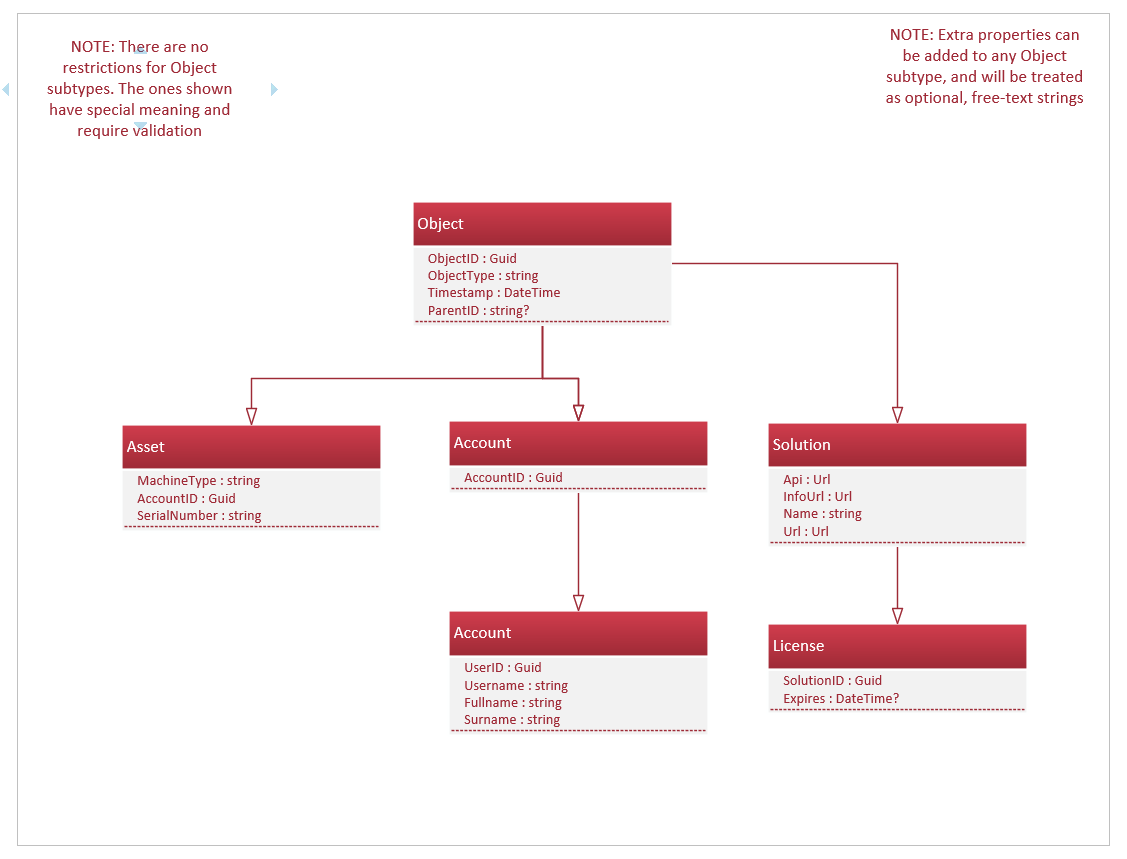 NOTE: There are no
restrictions for Object
subtypes. The ones shown
have special meaning and
require validation
NOTE: Extra properties can
be added to any Object
subtype, and will be treated
as optional, free-text strings
Object
ObjectID : Guid
ObjectType : string
Timestamp : DateTime
ParentID : string?
Asset
MachineType : string
AccountID : Guid
SerialNumber : string
Account
AccountID : Guid
Solution
Api : Url
InfoUrl : Url
Name : string
Url : Url
Account
UserID : Guid
Username : string
Fullname : string
Surname : string
License
SolutionID : Guid
Expires : DateTime?